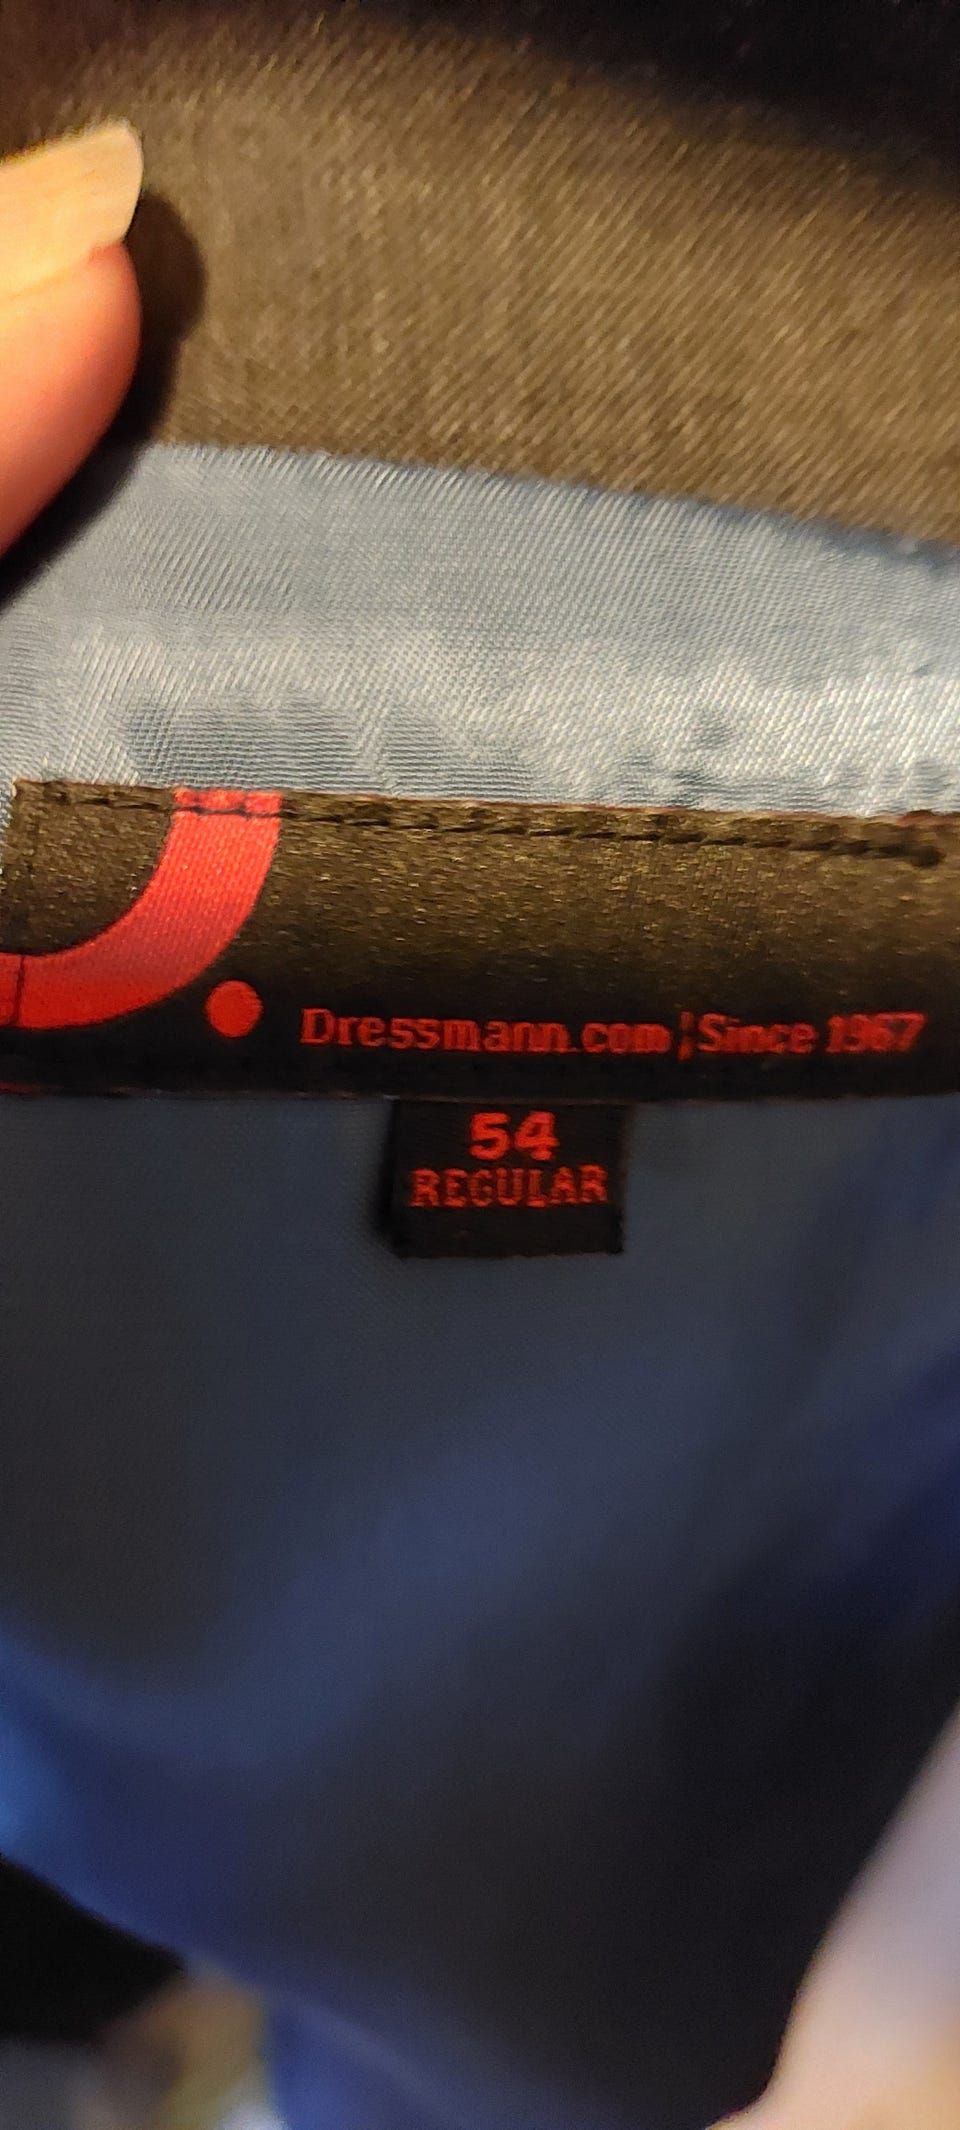 Dressmann.com ¦ Since 1967
54
REGULAR